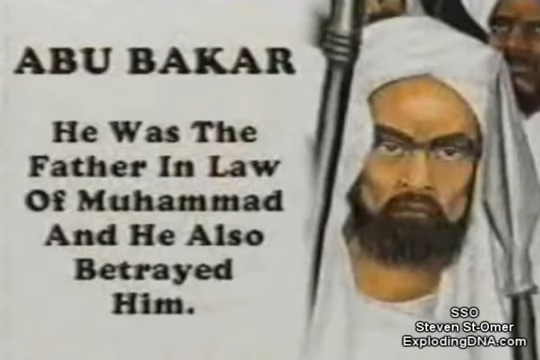 ABU BAKAR
He Was The
Father In Law
Of Muhammad
And He Also
Betrayed
Him.
SSO
Steven St-Omer
ExplodingDNA.com